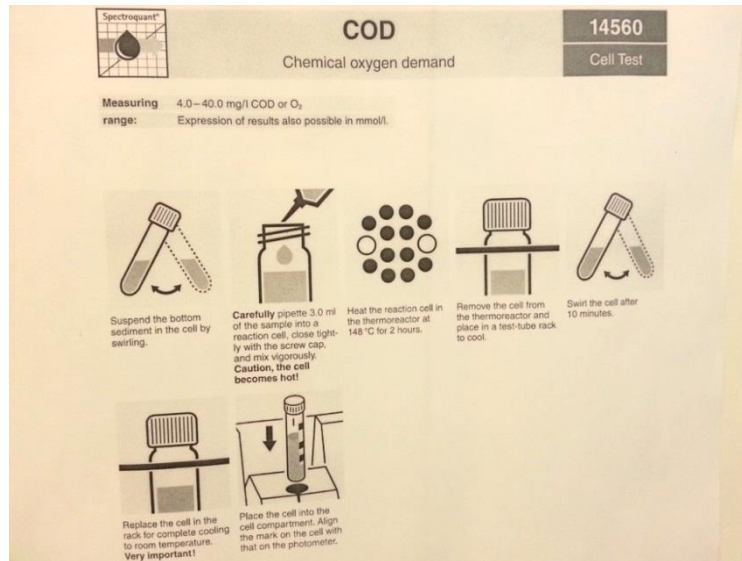 Spectroquant®
COD
Chemical oxygen demand
14560
Cell Test
Measuring range:
4.0–40.0 mg/l COD or O₂
Expression of results also possible in mmol/l.
Suspend the bottom
sediment in the cell by
swirling.
Carefully pipette 3.0 ml
of the sample into a
reaction cell, close tight-
ly with the screw cap,
and mix vigorously.
Caution, the cell
becomes hot!
Heat the reaction cell in
the thermoreactor at
148 °C for 2 hours.
Remove the cell from
the thermoreactor and
place in a test-tube rack
to cool.
Swirl the cell after
10 minutes.
Replace the cell in the
rack for complete cooling
to room temperature.
Very important!
Place the cell into the
cell compartment. Align
the mark on the cell with
that on the photometer.